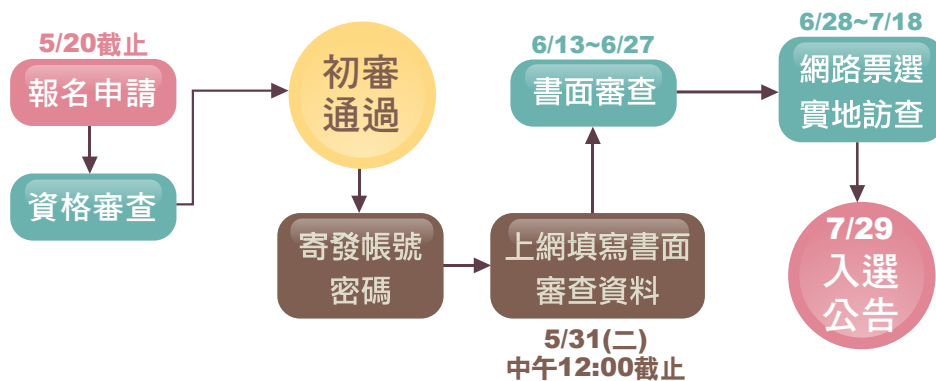 5/20截止
報名申請
資格審查
初審
通過
寄發帳號
密碼
上網填寫書面
審查資料
5/31(二)
中午12:00截止
6/13~6/27
書面審查
6/28~7/18
網路票選
實地訪查
7/29
入選
公告